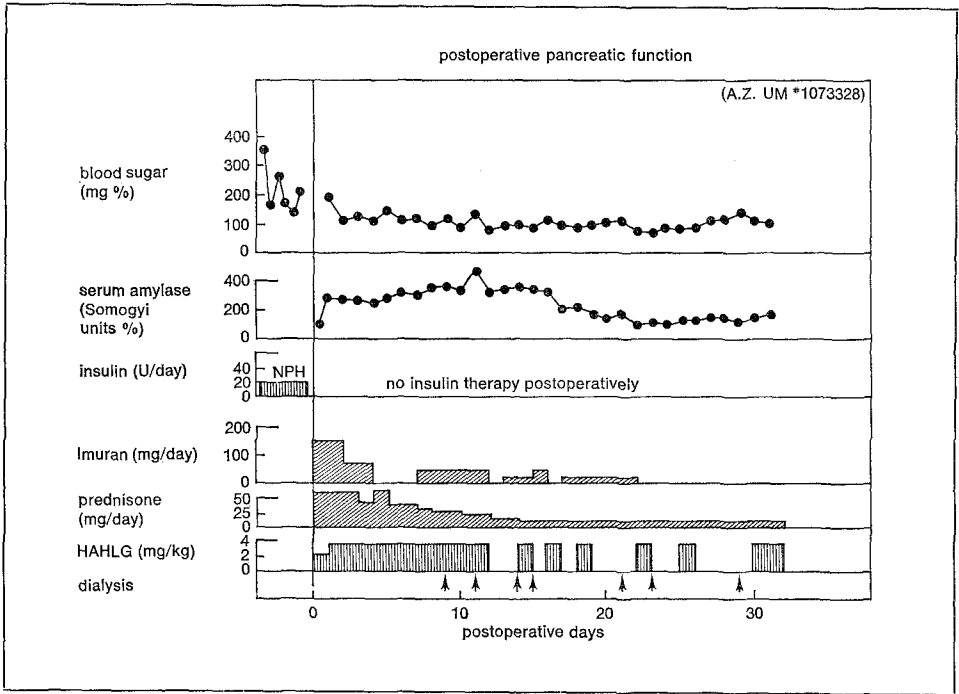 postoperative pancreatic function
(A.Z. UM *1073328)
blood sugar
(mg %)
400
300
200
100
0
serum amylase
(Somogyi
units %)
400
200
0
insulin (U/day)
40
20
0
NPH
no insulin therapy postoperatively
Imuran (mg/day)
200
100
0
prednisone
(mg/day)
50
25
0
HAHLG (mg/kg)
4
2
0
dialysis
0 10 20 30
postoperative days